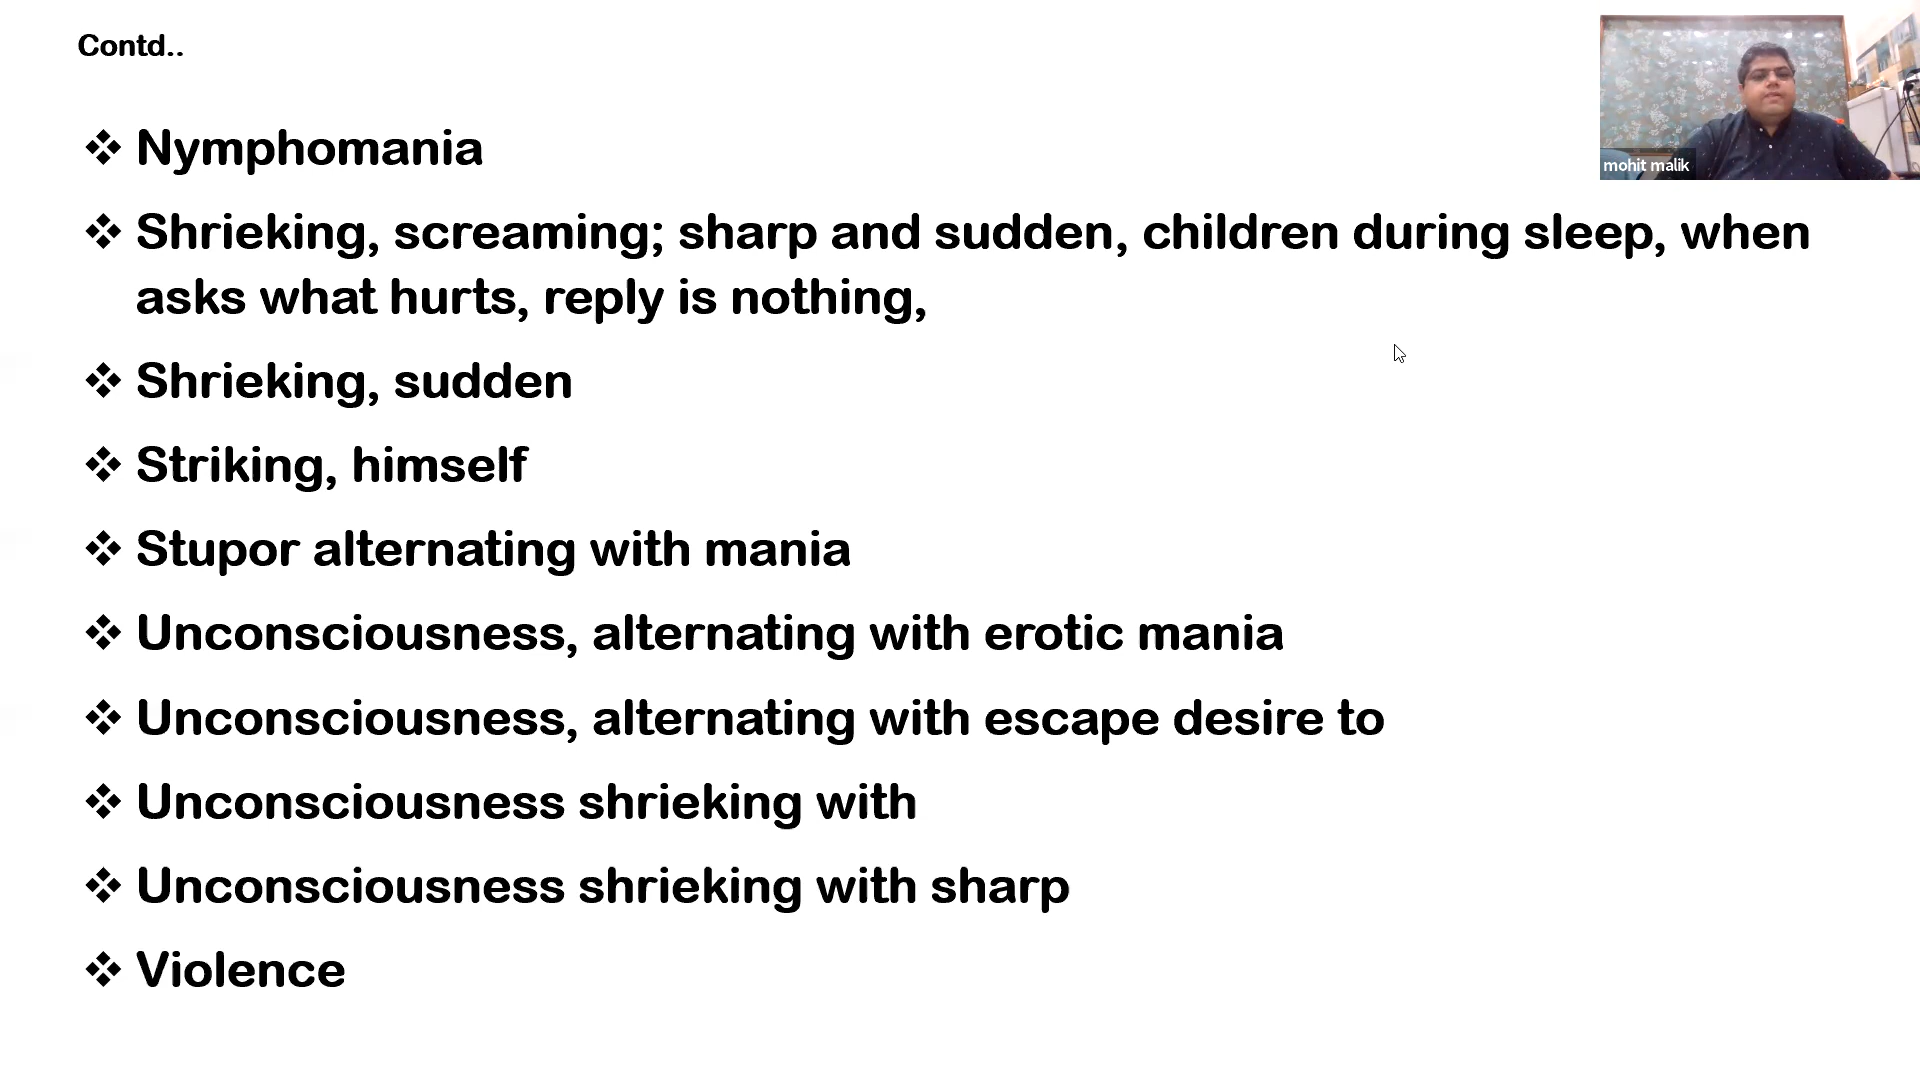 Contd..
mohit malik
❖ Nymphomania
❖ Shrieking, screaming; sharp and sudden, children during sleep, when
asks what hurts, reply is nothing,
❖ Shrieking, sudden
❖ Striking, himself
❖ Stupor alternating with mania
❖ Unconsciousness, alternating with erotic mania
❖ Unconsciousness, alternating with escape desire to
❖ Unconsciousness shrieking with
❖ Unconsciousness shrieking with sharp
❖ Violence